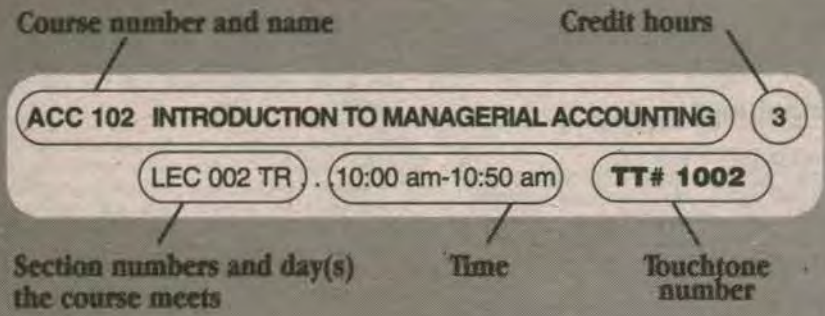 Course number and name Credit hours
ACC 102 INTRODUCTION TO MANAGERIAL ACCOUNTING 3
LEC 002 TR . . 10:00 am-10:50 am TT# 1002
Section numbers and day(s) Time Touchtone
the course meets number